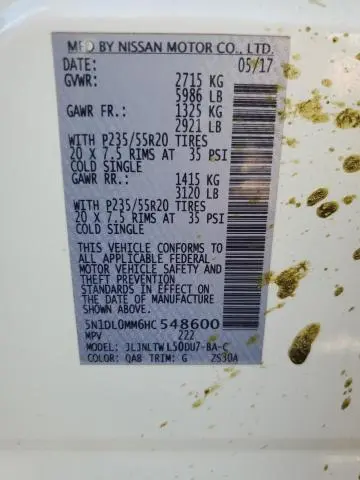 MFD BY NISSAN MOTOR CO., LTD.
DATE: 05/17
GVWR: 2715 KG
5986 LB
GAWR FR.: 1325 KG
2921 LB
WITH P235/55R20 TIRES
20 X 7.5 RIMS AT 35 PSI
COLD SINGLE
GAWR RR.: 1415 KG
3120 LB
WITH P235/55R20 TIRES
20 X 7.5 RIMS AT 35 PSI
COLD SINGLE
THIS VEHICLE CONFORMS TO
ALL APPLICABLE FEDERAL
MOTOR VEHICLE SAFETY
AND THEFT PREVENTION
STANDARDS IN EFFECT ON
THE DATE OF MANUFACTURE
SHOWN ABOVE.
5N1DL0MM6HC548600
MPV 222
MODEL: JLJNLTWL50DU7-BA-C
COLOR: QAB TRIM: G ZS30A